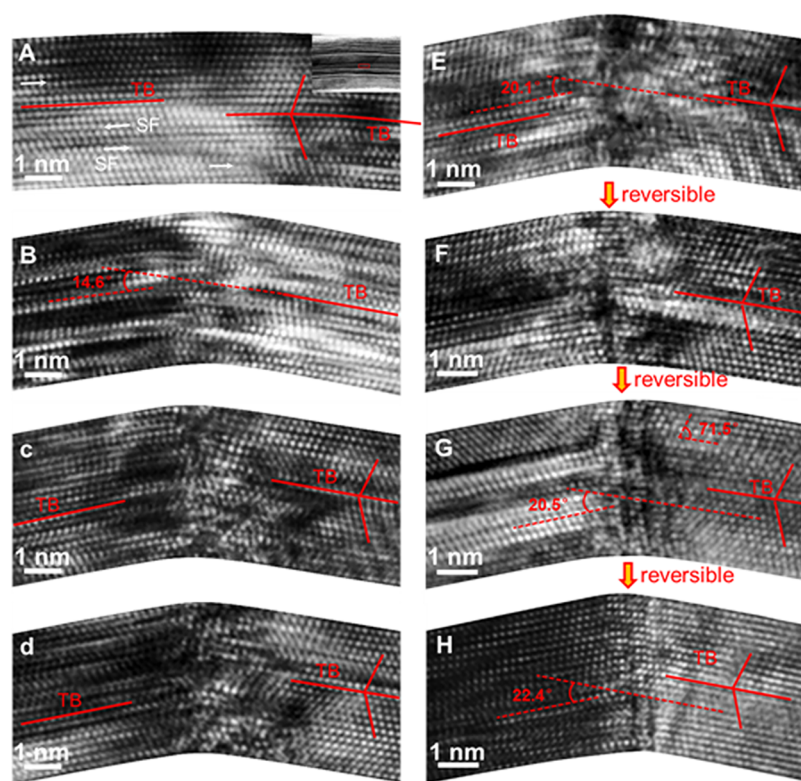 A
TB
SF
SF
TB
1 nm
B
14.6°
TB
1 nm
c
TB
TB
1 nm
d
TB
TB
1 nm
E
20.1°
TB
TB
1 nm
reversible
F
TB
1 nm
reversible
G
71.5°
TB
20.5°
1 nm
reversible
H
TB
22.4°
1 nm